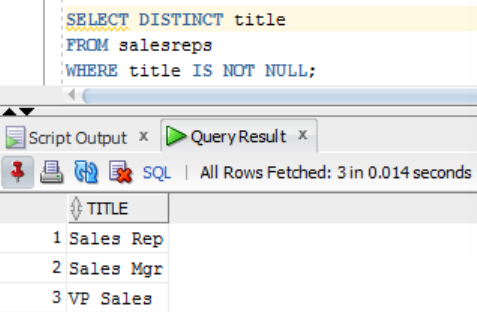 SELECT DISTINCT title
FROM salesreps
WHERE title IS NOT NULL;
Script Output x Query Result x
SQL | All Rows Fetched: 3 in 0.014 seconds
TITLE
1 Sales Rep
2 Sales Mgr
3 VP Sales